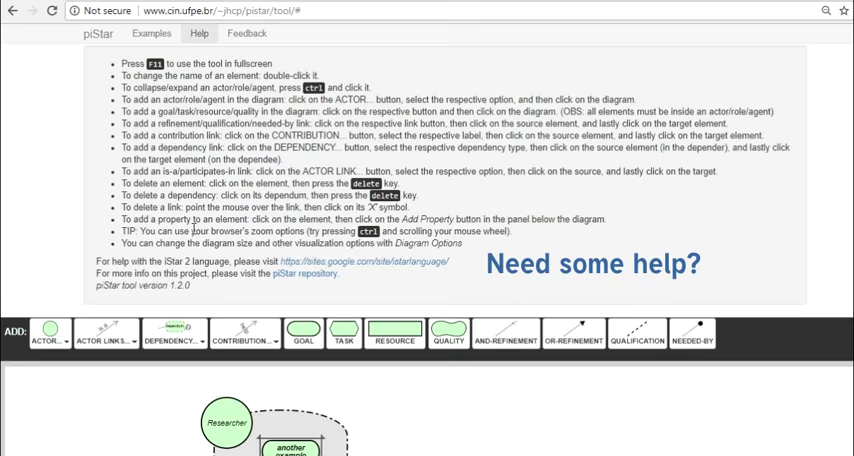 Not secure www.cin.ufpe.br/~jhcp/pistar/tool/#
piStar Examples Help Feedback
Press F11 to use the tool in fullscreen
To change the name of an element: double-click it.
To collapse/expand an actor/role/agent, press ctrl and click it.
To add an actor/role/agent in the diagram: click on the ACTOR... button, select the respective option, and then click on the diagram.
To add a goal/task/resource/quality in the diagram: click on the respective button and then click on the diagram. (OBS: all elements must be inside an actor/role/agent)
To add a refinement/qualification/needed-by link: click on the respective link button, then click on the source element, and lastly click on the target element.
To add a contribution link: click on the CONTRIBUTION... button, select the respective label, then click on the source element, and lastly click on the target element.
To add a dependency link: click on the DEPENDENCY... button, select the respective dependency type, then click on the source element (in the depender), and lastly click
on the target element (on the dependee).
To add an is-a/participates-in link: click on the ACTOR LINK... button, select the respective option, then click on the source, and lastly click on the target.
To delete an element: click on the element, then press the delete key.
To delete a dependency: click on its dependum, then press the delete key.
To delete a link: point the mouse over the link, then click on its "X" symbol.
To add a property to an element: click on the element, then click on the Add Property button in the panel below the diagram.
TIP: You can use your browser's zoom options (try pressing ctrl and scrolling your mouse wheel).
You can change the diagram size and other visualization options with Diagram Options
For help with the iStar 2 language, please visit https://sites.google.com/site/istarlanguage/
For more info on this project, please visit the piStar repository.
piStar tool version 1.2.0
Need some help?
ADD: ACTOR... ACTOR LINKS... DEPENDENCY... CONTRIBUTION... GOAL TASK RESOURCE QUALITY AND-REFINEMENT OR-REFINEMENT QUALIFICATION NEEDED-BY
Researcher
another
example